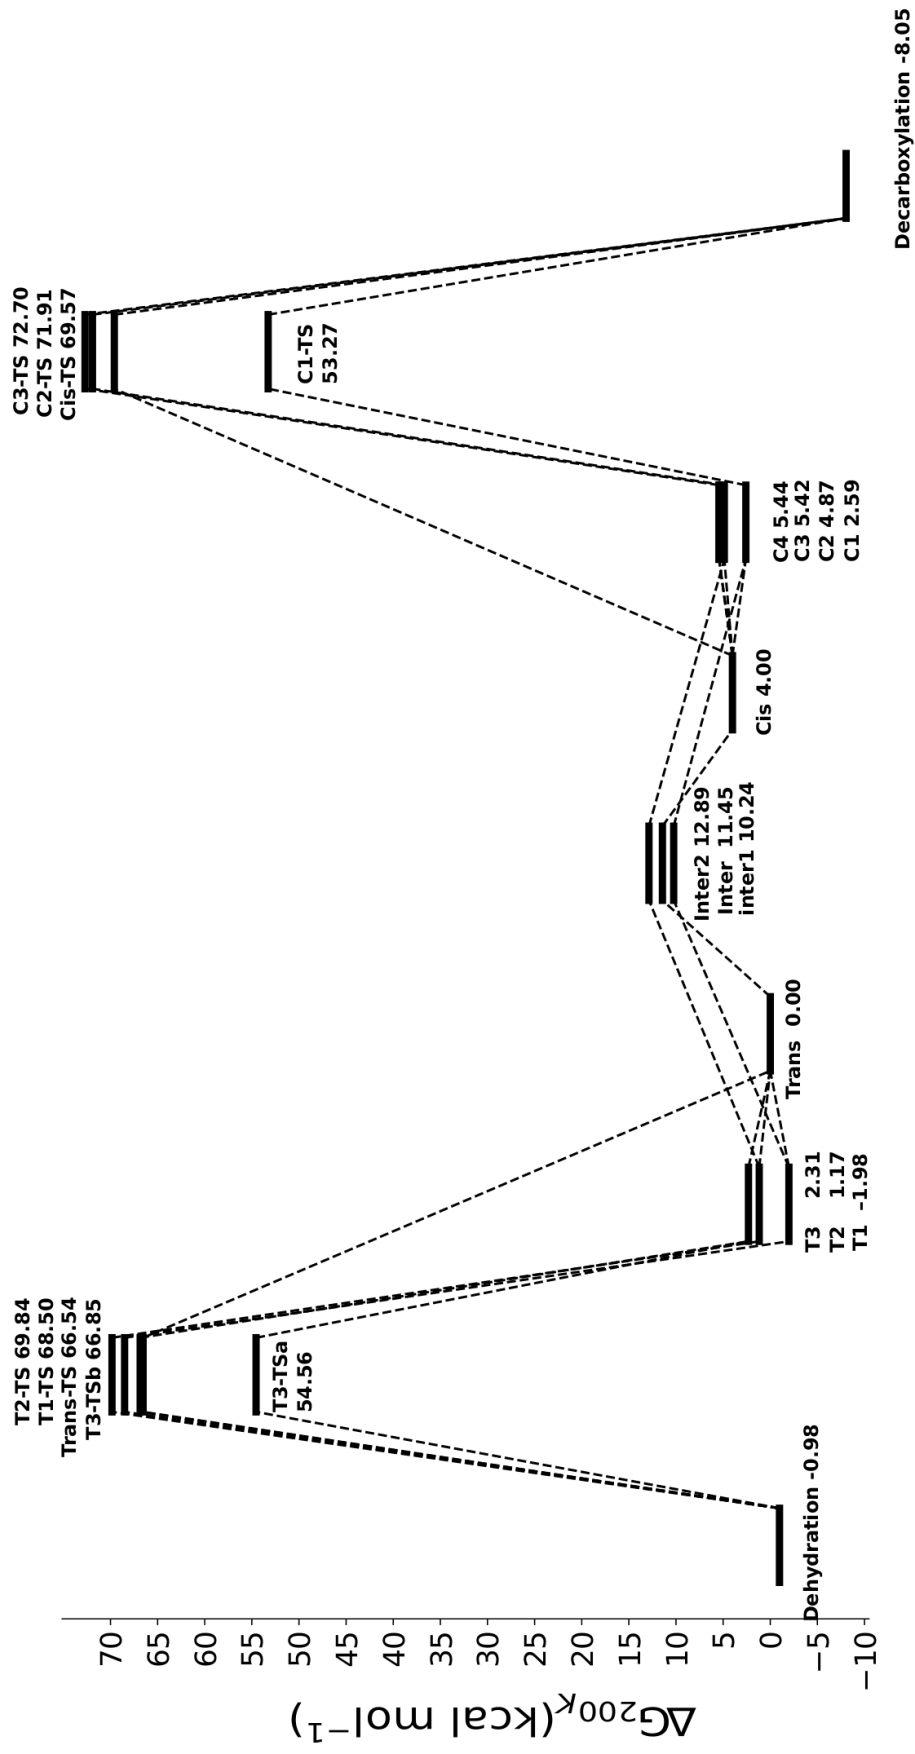 ΔG200K(kcal mol−1)
70
65
60
55
50
45
40
35
30
25
20
15
10
5
0
−5
−10
Dehydration -0.98
T2-TS 69.84
T1-TS 68.50
Trans-TS 66.54
T3-TSb 66.85
T3-TSa
54.56
T3 2.31
T2 1.17
T1 -1.98
Trans 0.00
Inter2 12.89
Inter 11.45
inter1 10.24
Cis 4.00
C4 5.44
C3 5.42
C2 4.87
C1 2.59
C3-TS 72.70
C2-TS 71.91
Cis-TS 69.57
C1-TS
53.27
Decarboxylation -8.05